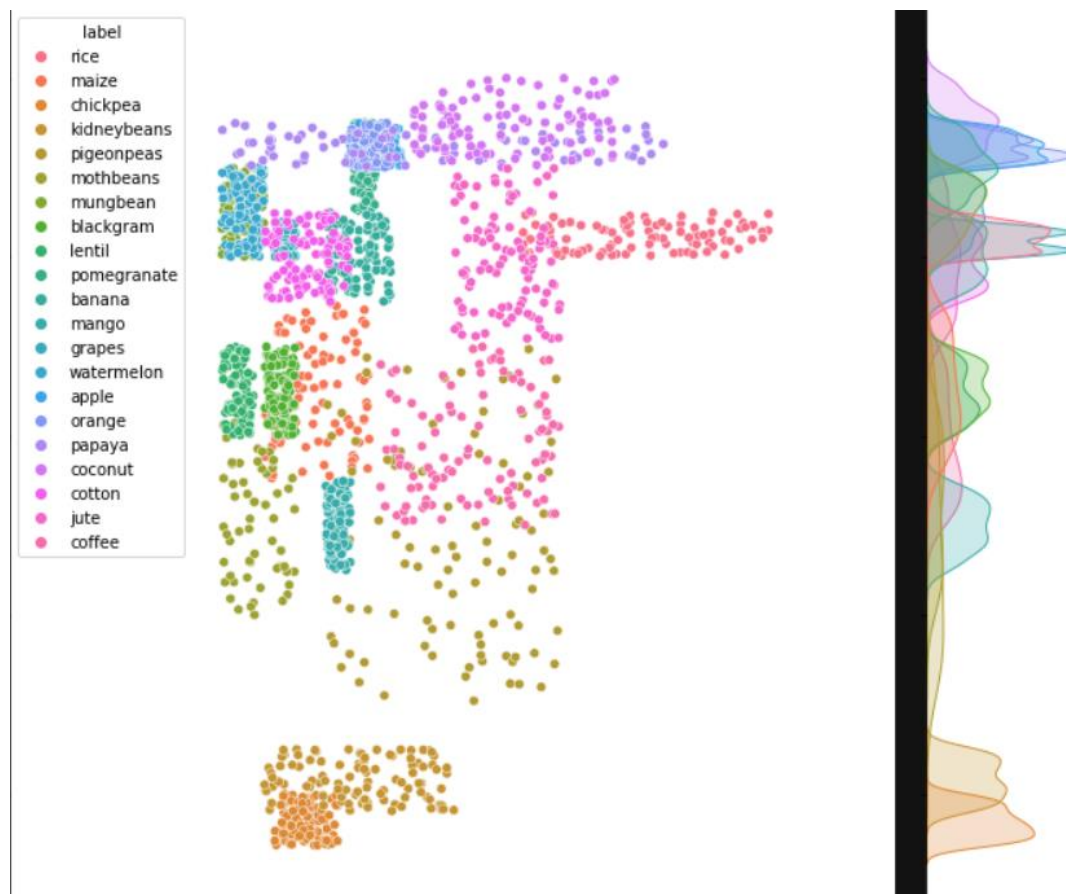 label
rice
maize
chickpea
kidneybeans
pigeonpeas
mothbeans
mungbean
blackgram
lentil
pomegranate
banana
mango
grapes
watermelon
apple
orange
papaya
coconut
cotton
jute
coffee